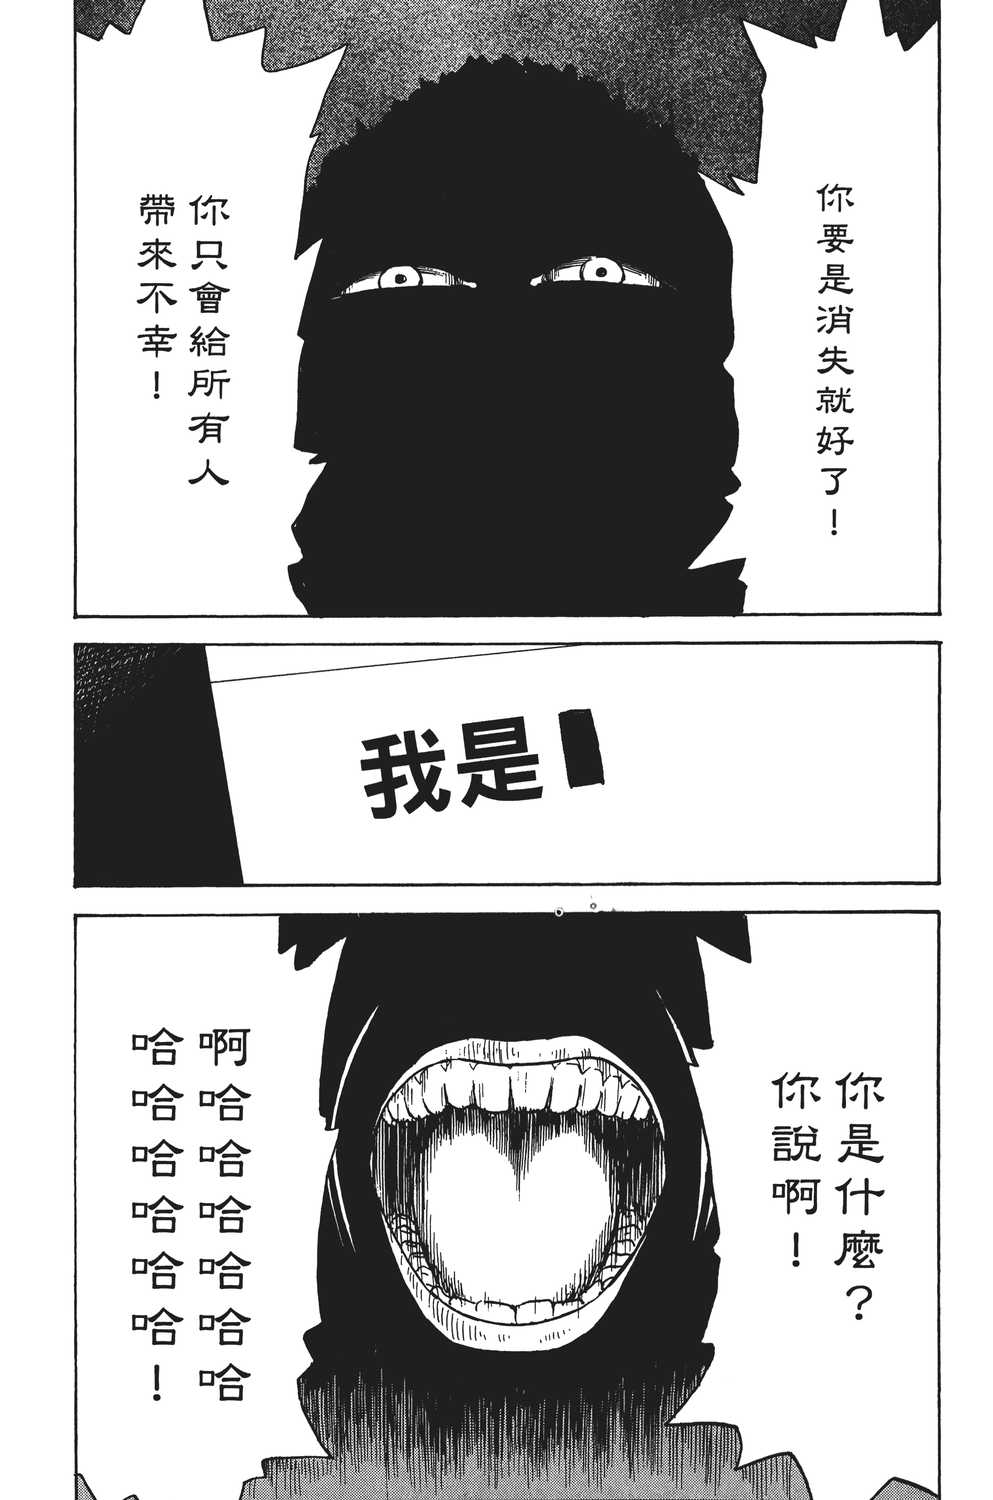 你要是消失就好了！
你只會給所有人
帶來不幸！
我是
你是什麼？
你說啊！
啊哈哈哈哈哈哈
哈哈哈哈哈哈！